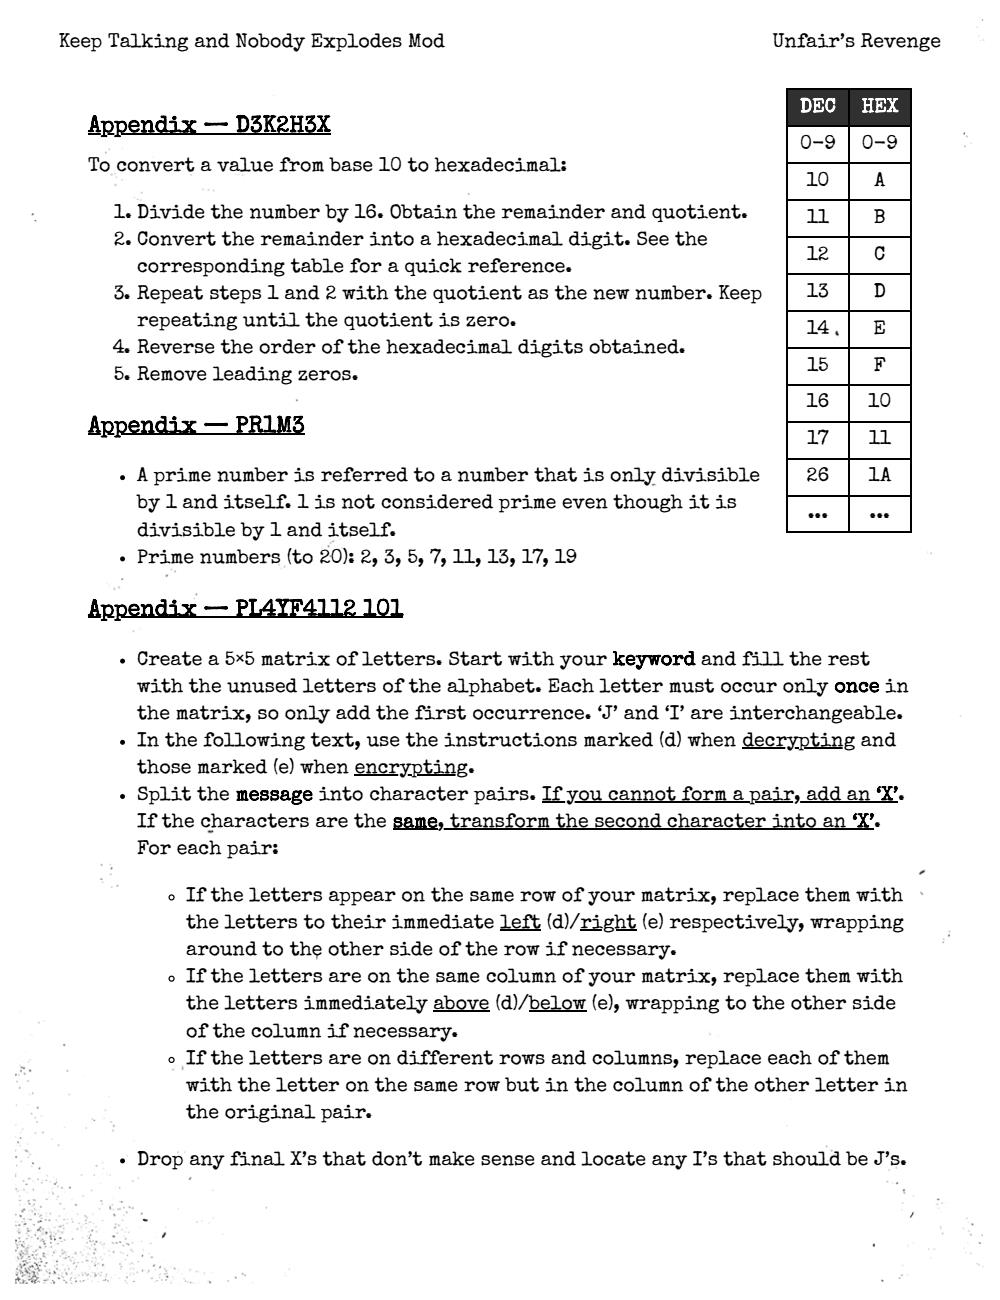 Keep Talking and Nobody Explodes Mod
Unfair's Revenge
Appendix — D3K2H3X
To convert a value from base 10 to hexadecimal:
1. Divide the number by 16. Obtain the remainder and quotient.
2. Convert the remainder into a hexadecimal digit. See the
corresponding table for a quick reference.
3. Repeat steps 1 and 2 with the quotient as the new number. Keep
repeating until the quotient is zero.
4. Reverse the order of the hexadecimal digits obtained.
5. Remove leading zeros.
DEC HEX
0-9 0-9
10 A
11 B
12 C
13 D
14 E
15 F
16 10
17 11
26 1A
... ...
Appendix — PR1M3
• A prime number is referred to a number that is only divisible
by 1 and itself. 1 is not considered prime even though it is
divisible by 1 and itself.
• Prime numbers (to 20): 2, 3, 5, 7, 11, 13, 17, 19
Appendix — PL4YF4112 101
• Create a 5×5 matrix of letters. Start with your keyword and fill the rest
with the unused letters of the alphabet. Each letter must occur only once in
the matrix, so only add the first occurrence. ‘J’ and ‘I’ are interchangeable.
• In the following text, use the instructions marked (d) when decrypting and
those marked (e) when encrypting.
• Split the message into character pairs. If you cannot form a pair, add an ‘X’.
If the characters are the same, transform the second character into an ‘X’.
For each pair:
◦ If the letters appear on the same row of your matrix, replace them with
the letters to their immediate left (d)/right (e) respectively, wrapping
around to the other side of the row if necessary.
◦ If the letters are on the same column of your matrix, replace them with
the letters immediately above (d)/below (e), wrapping to the other side
of the column if necessary.
◦ If the letters are on different rows and columns, replace each of them
with the letter on the same row but in the column of the other letter in
the original pair.
• Drop any final X's that don't make sense and locate any I's that should be J's.